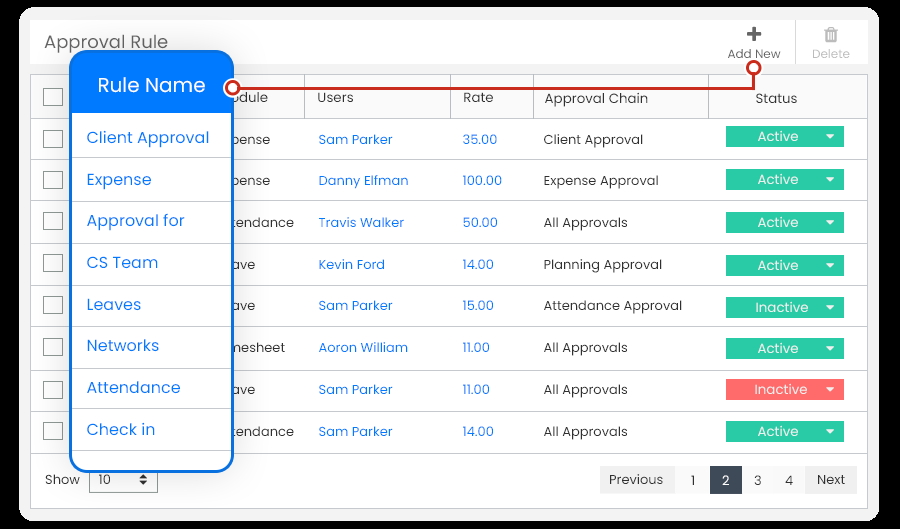 Approval Rule
Add New
Delete
Rule Name dule Users Rate Approval Chain Status
Client Approval pense Sam Parker 35.00 Client Approval Active
Expense pense Danny Elfman 100.00 Expense Approval Active
Approval for tendance Travis Walker 50.00 All Approvals Active
CS Team ave Kevin Ford 14.00 Planning Approval Active
Leaves ave Sam Parker 15.00 Attendance Approval Inactive
Networks mesheet Aoron William 11.00 All Approvals Active
Attendance ave Sam Parker 11.00 All Approvals Inactive
Check in tendance Sam Parker 14.00 All Approvals Active
Show 10 Previous 1 2 3 4 Next